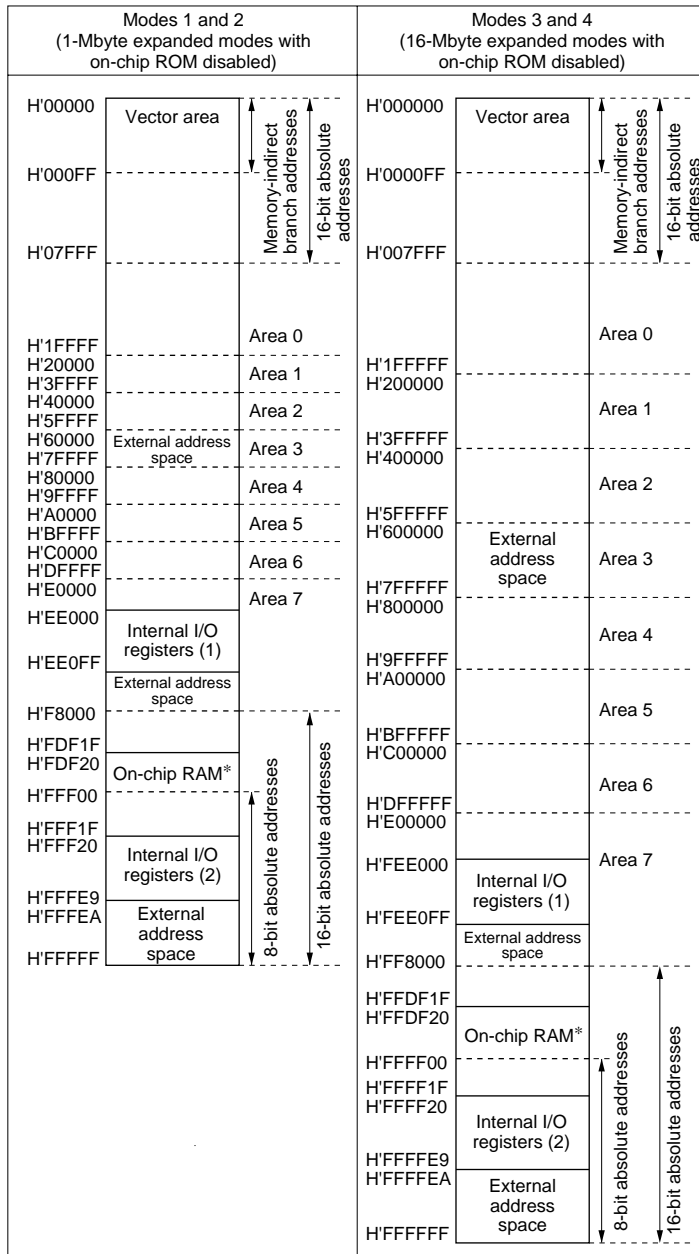 Modes 1 and 2
(1-Mbyte expanded modes with
on-chip ROM disabled)
H'00000
Vector area
H'000FF
H'07FFF
Memory-indirect
branch addresses
16-bit absolute
addresses
H'1FFFF
Area 0
H'20000
H'3FFFF
Area 1
H'40000
H'5FFFF
Area 2
H'60000
H'7FFFF
External address
space
Area 3
H'80000
H'9FFFF
Area 4
H'A0000
H'BFFFF
Area 5
H'C0000
H'DFFFF
Area 6
H'E0000
Area 7
H'EE000
Internal I/O
registers (1)
H'EE0FF
External address
space
H'F8000
H'FDF1F
H'FDF20
On-chip RAM*
H'FFF00
H'FFF1F
H'FFF20
Internal I/O
registers (2)
H'FFFE9
H'FFFEA
External
address
space
H'FFFFF
8-bit absolute addresses
16-bit absolute addresses
Modes 3 and 4
(16-Mbyte expanded modes with
on-chip ROM disabled)
H'000000
Vector area
H'0000FF
H'007FFF
Memory-indirect
branch addresses
16-bit absolute
addresses
Area 0
H'1FFFFF
H'200000
Area 1
H'3FFFFF
H'400000
Area 2
H'5FFFFF
H'600000
External
address
space
Area 3
H'7FFFFF
H'800000
Area 4
H'9FFFFF
H'A00000
Area 5
H'BFFFFF
H'C00000
Area 6
H'DFFFFF
H'E00000
Area 7
H'FEE000
Internal I/O
registers (1)
H'FEE0FF
External address
space
H'FF8000
H'FFDF1F
H'FFDF20
On-chip RAM*
H'FFFF00
H'FFFF1F
H'FFFF20
Internal I/O
registers (2)
H'FFFFE9
H'FFFFEA
External
address
space
H'FFFFFF
8-bit absolute addresses
16-bit absolute addresses